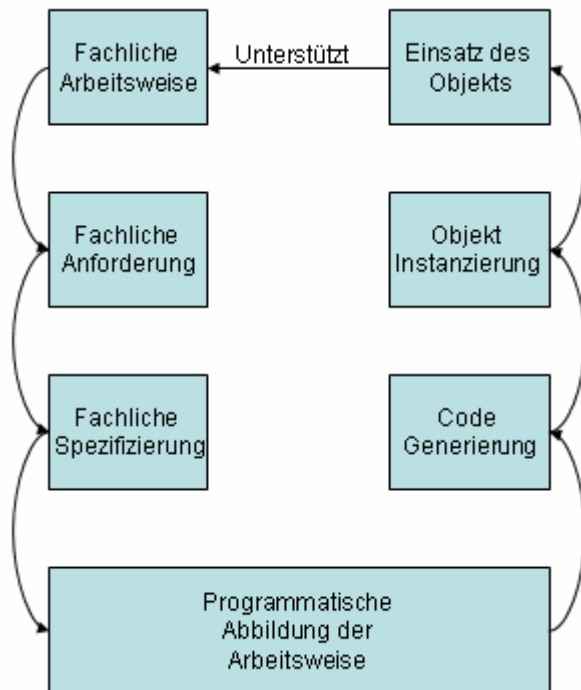 Fachliche
Arbeitsweise
Unterstützt
Einsatz des
Objekts
Fachliche
Anforderung
Objekt
Instanzierung
Fachliche
Spezifizierung
Code
Generierung
Programmatische
Abbildung der
Arbeitsweise